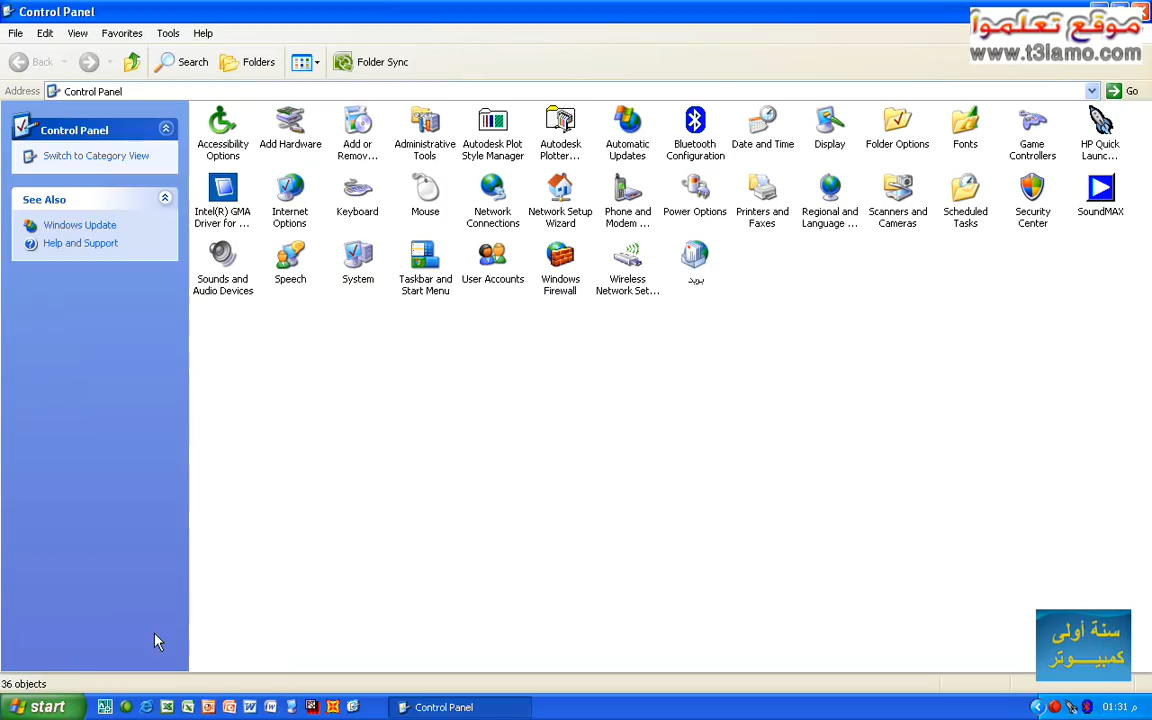 Control Panel
موقع تعلموا
www.t3lamo.com
File Edit View Favorites Tools Help
Back Search Folders Folder Sync
Address Control Panel Go
Control Panel
Switch to Category View
See Also
Windows Update
Help and Support
Accessibility Options
Add Hardware
Add or Remov...
Administrative Tools
Autodesk Plot Style Manager
Autodesk Plotter...
Automatic Updates
Bluetooth Configuration
Date and Time
Display
Folder Options
Fonts
Game Controllers
HP Quick Launc...
Intel(R) GMA Driver for ...
Internet Options
Keyboard
Mouse
Network Connections
Network Setup Wizard
Phone and Modem ...
Power Options
Printers and Faxes
Regional and Language ...
Scanners and Cameras
Scheduled Tasks
Security Center
SoundMAX
Sounds and Audio Devices
Speech
System
Taskbar and Start Menu
User Accounts
Windows Firewall
Wireless Network Set...
بريد
سنة أولى
كمبيوتر
36 objects
start Control Panel 01:31 م